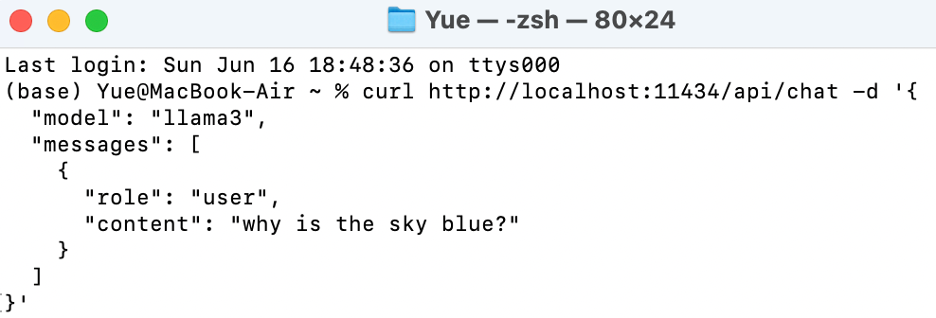 Yue — -zsh — 80×24
Last login: Sun Jun 16 18:48:36 on ttys000
(base) Yue@MacBook-Air ~ % curl http://localhost:11434/api/chat -d '{
  "model": "llama3",
  "messages": [
    {
      "role": "user",
      "content": "why is the sky blue?"
    }
  ]
}'